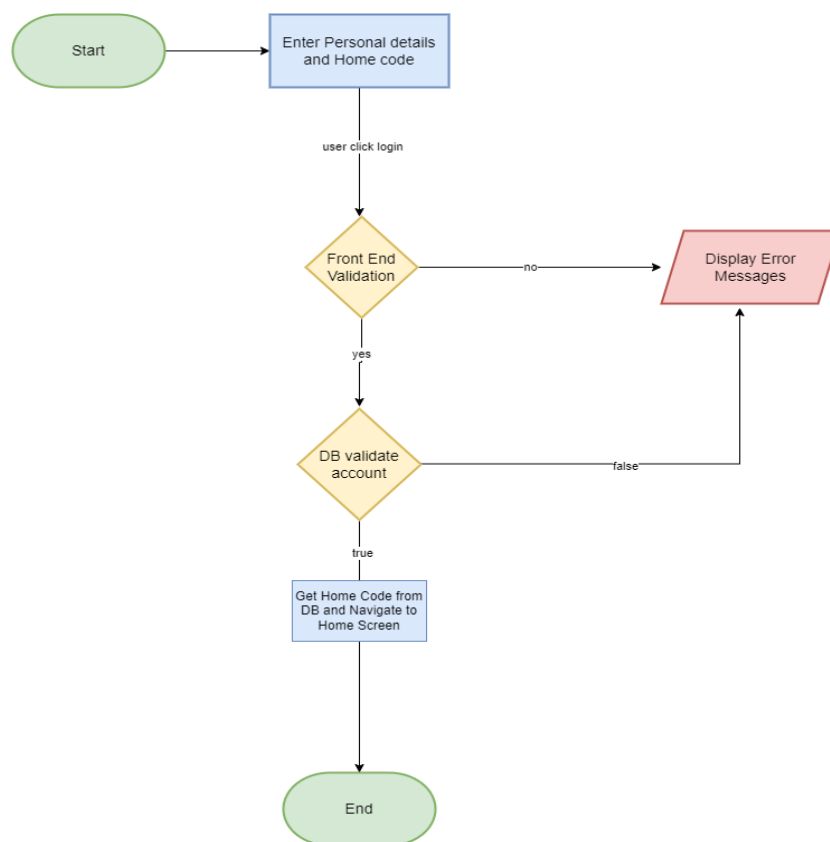 Start
Enter Personal details
and Home code
user click login
Front End
Validation
no
Display Error
Messages
yes
DB validate
account
false
true
Get Home Code from
DB and Navigate to
Home Screen
End